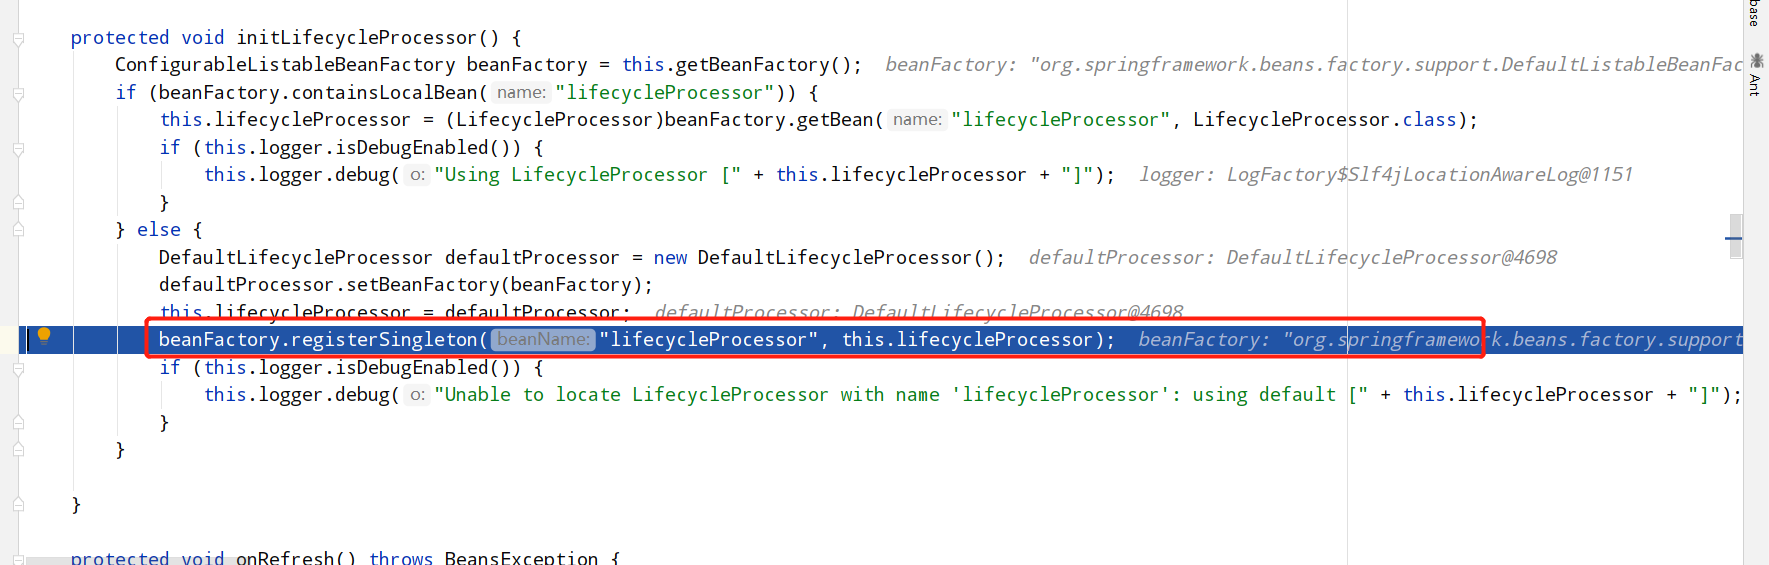 protected void initLifecycleProcessor() {
ConfigurableListableBeanFactory beanFactory = this.getBeanFactory(); beanFactory: "org.springframework.beans.factory.support.DefaultListableBeanFac
if (beanFactory.containsLocalBean( name: "lifecycleProcessor")) {
this.lifecycleProcessor = (LifecycleProcessor)beanFactory.getBean( name: "lifecycleProcessor", LifecycleProcessor.class);
if (this.logger.isDebugEnabled()) {
this.logger.debug( o: "Using LifecycleProcessor [" + this.lifecycleProcessor + "]"); logger: LogFactory$Slf4jLocationAwareLog@1151
}
} else {
DefaultLifecycleProcessor defaultProcessor = new DefaultLifecycleProcessor(); defaultProcessor: DefaultLifecycleProcessor@4698
defaultProcessor.setBeanFactory(beanFactory);
this.lifecycleProcessor = defaultProcessor; defaultProcessor: DefaultLifecycleProcessor@4698
beanFactory.registerSingleton( beanName: "lifecycleProcessor", this.lifecycleProcessor); beanFactory: "org.springframework.beans.factory.support
if (this.logger.isDebugEnabled()) {
this.logger.debug( o: "Unable to locate LifecycleProcessor with name 'lifecycleProcessor': using default [" + this.lifecycleProcessor + "]");
}
}
}
protected void onRefresh() throws BeansException {
base
Ant